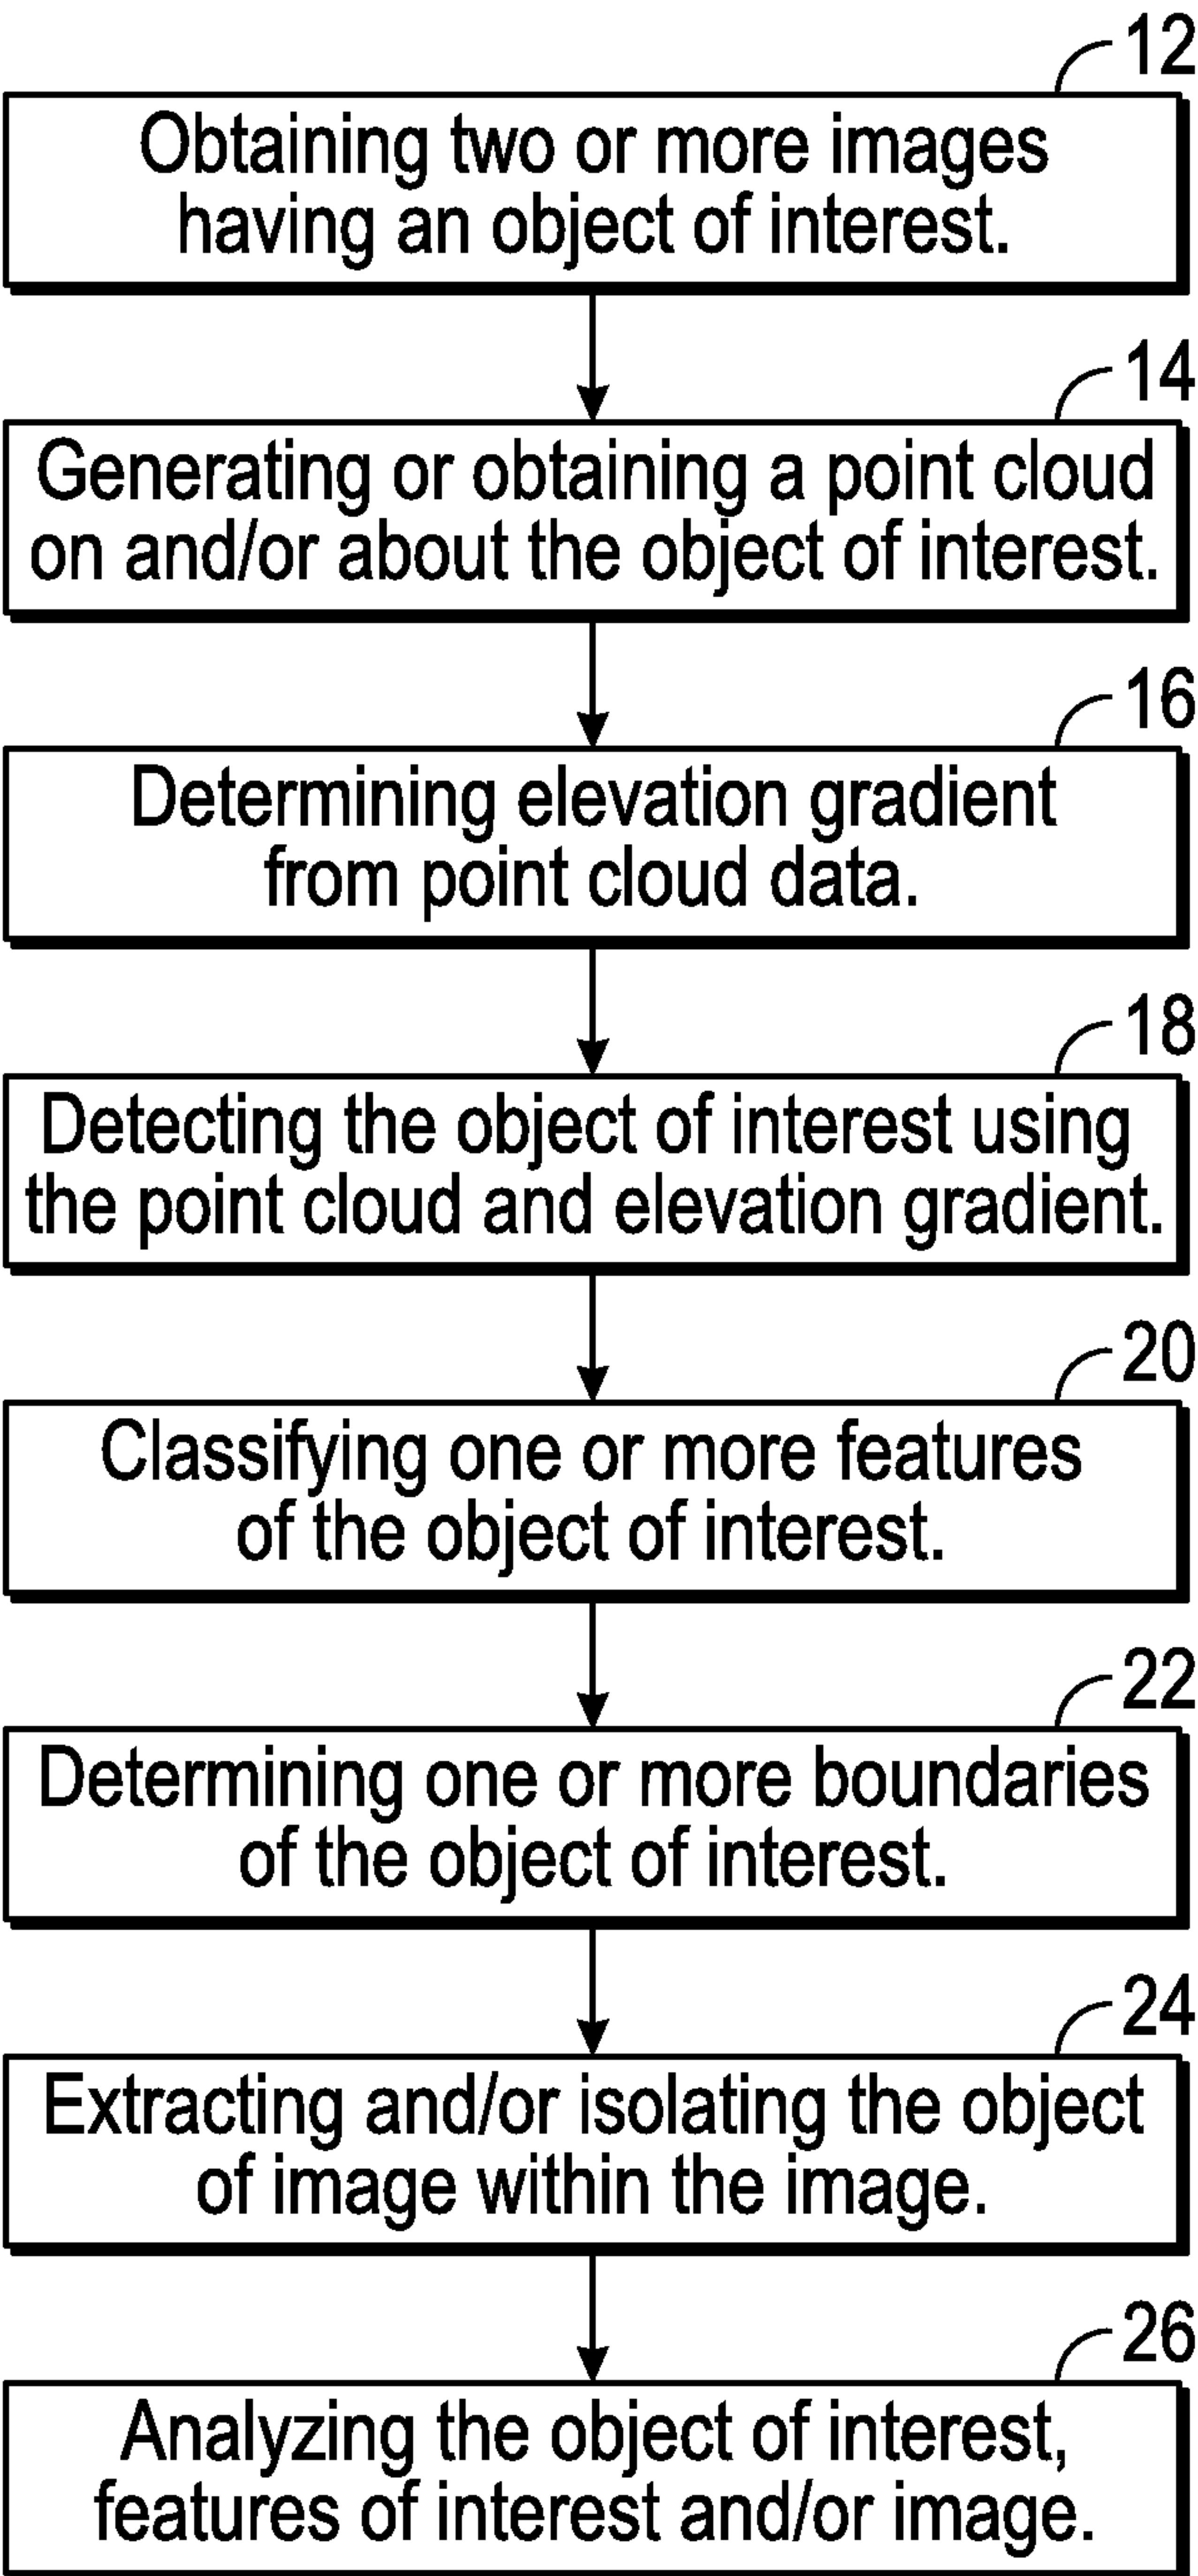 12
Obtaining two or more images
having an object of interest.
14
Generating or obtaining a point cloud
on and/or about the object of interest.
16
Determining elevation gradient
from point cloud data.
18
Detecting the object of interest using
the point cloud and elevation gradient.
20
Classifying one or more features
of the object of interest.
22
Determining one or more boundaries
of the object of interest.
24
Extracting and/or isolating the object
of image within the image.
26
Analyzing the object of interest,
features of interest and/or image.